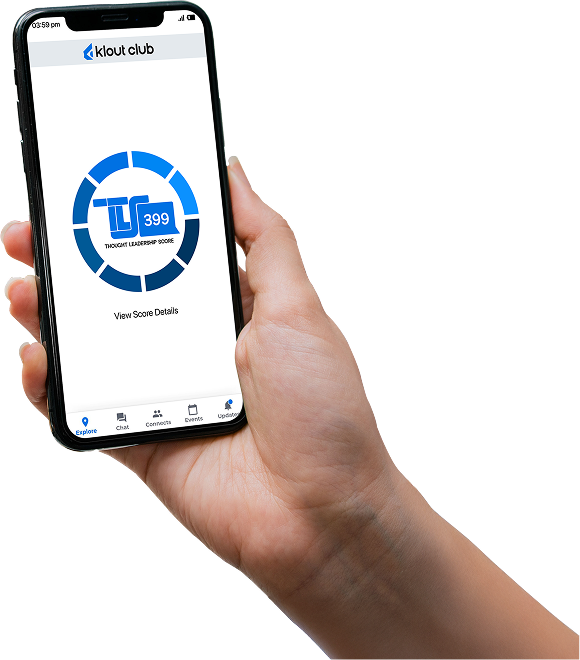 03:59 pm
klout club
TLS 399
THOUGHT LEADERSHIP SCORE
View Score Details
Explore
Chat
Connects
Events
Updates